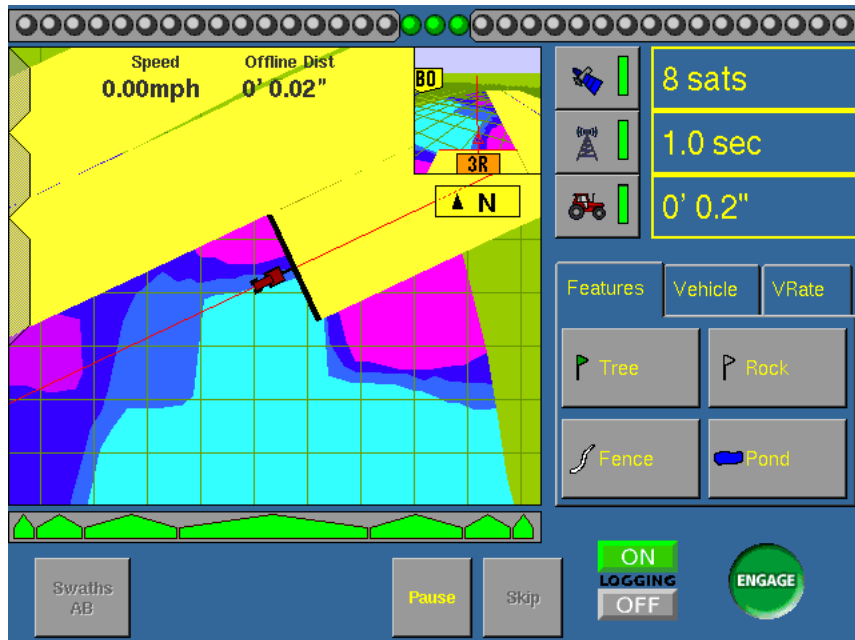 Speed Offline Dist
0.00mph 0' 0.02"
BO
3R
N
8 sats
1.0 sec
0' 0.2"
Features Vehicle VRate
Tree Rock
Fence Pond
Swaths
AB
Pause Skip
ON
LOGGING
OFF
ENGAGE